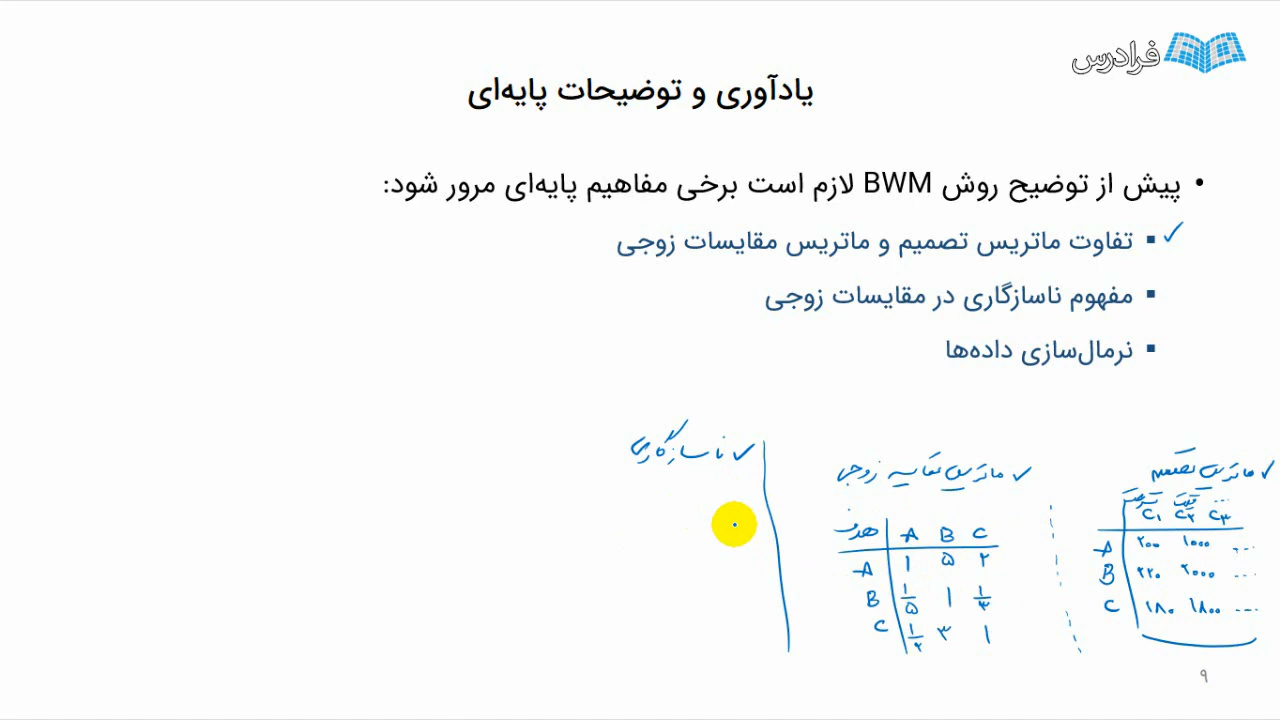 فرادرس
یادآوری و توضیحات پایه‌ای
• پیش از توضیح روش BWM لازم است برخی مفاهیم پایه‌ای مرور شود:
✓ ▪ تفاوت ماتریس تصمیم و ماتریس مقایسات زوجی
▪ مفهوم ناسازگاری در مقایسات زوجی
▪ نرمال‌سازی داده‌ها
✓ ماتریس تصمیم
سرعت قیمت ...
C۱ C۲ C۳
A ۲۰۰ ۱۰۰۰ ...
B ۲۲۰ ۲۰۰۰ ...
C ۱۸۰ ۱۸۰۰ ...
✓ ماتریس مقایسه زوجی
هدف A B C
A ۱ ۵ ۲
B ۱/۵ ۱ ۱/۳
C ۱/۲ ۳ ۱
✓ ناسازگاری
۹